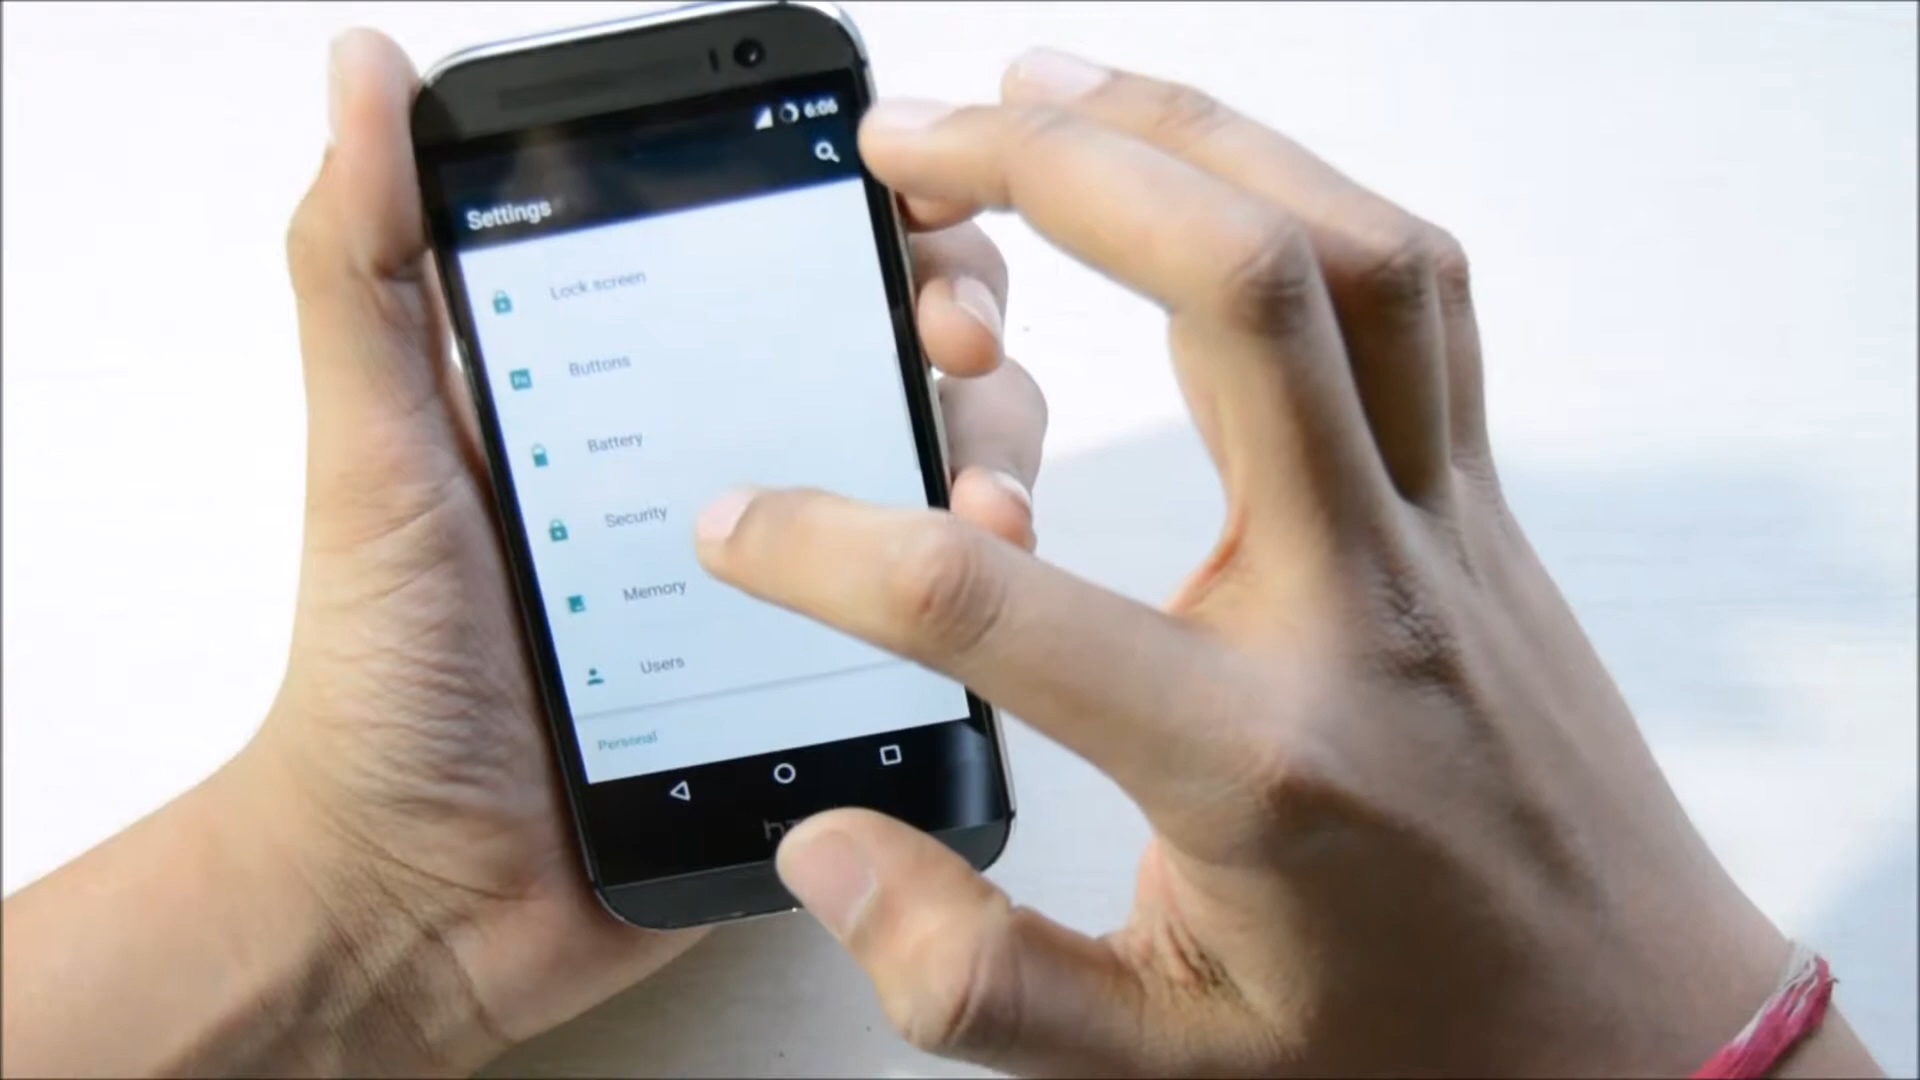 6:06
Settings
Lock screen
Buttons
Battery
Security
Memory
Users
Personal